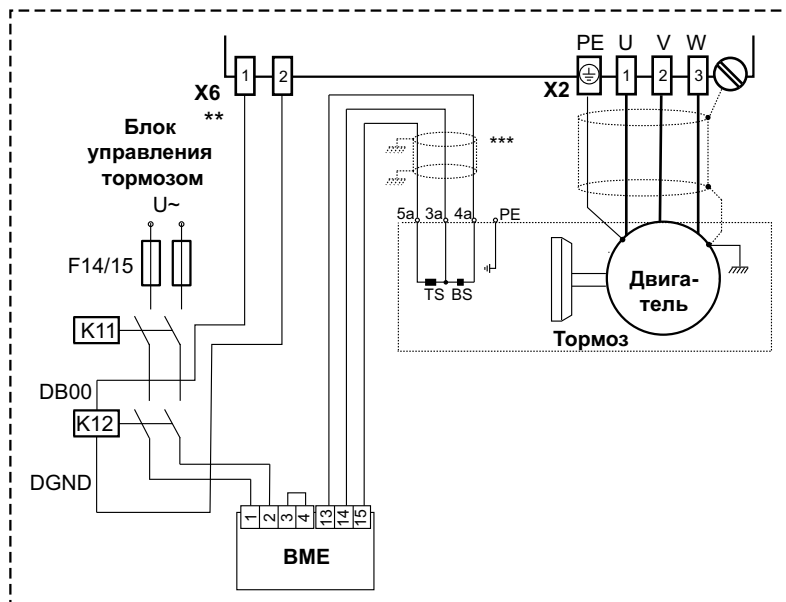 PE U V W
1 2 1 2 3
X6 X2
**
Блок
управления
тормозом
U~
***
5a 3a 4a PE
F14/15
TS BS
Двига-
тель
Тормоз
K11
DB00
K12
DGND
1 2 3 4 13 14 15
BME